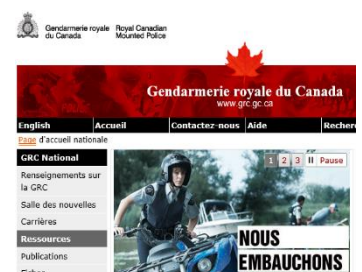 Gendarmerie royale Royal Canadian
du Canada Mounted Police
Gendarmerie royale du Canada
www.grc.gc.ca
English Accueil Contactez-nous Aide Recher
Page d'accueil nationale
GRC National
Renseignements sur
la GRC
Salle des nouvelles
Carrières
Ressources
Publications
1 2 3 Pause
NOUS
EMBAUCHONS